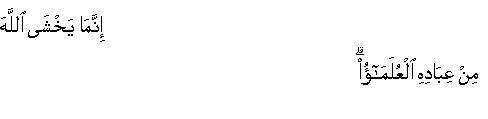 إِنَّمَا يَخْشَى ٱللَّهَ
مِنْ عِبَادِهِ ٱلْعُلَمَـٰٓؤُا۟ ۗ